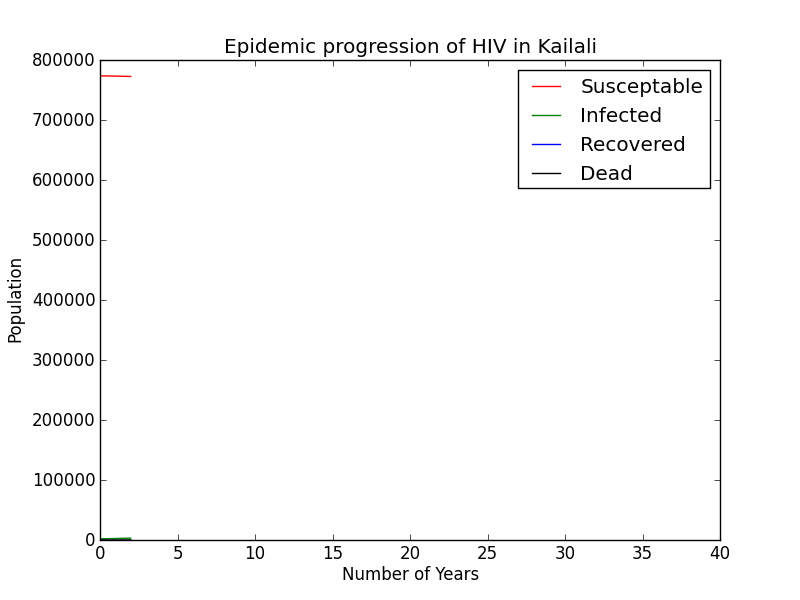 Epidemic progression of HIV in Kailali
800000
700000
600000
500000
400000
300000
200000
100000
0
Population
Susceptable
Infected
Recovered
Dead
0 5 10 15 20 25 30 35 40
Number of Years